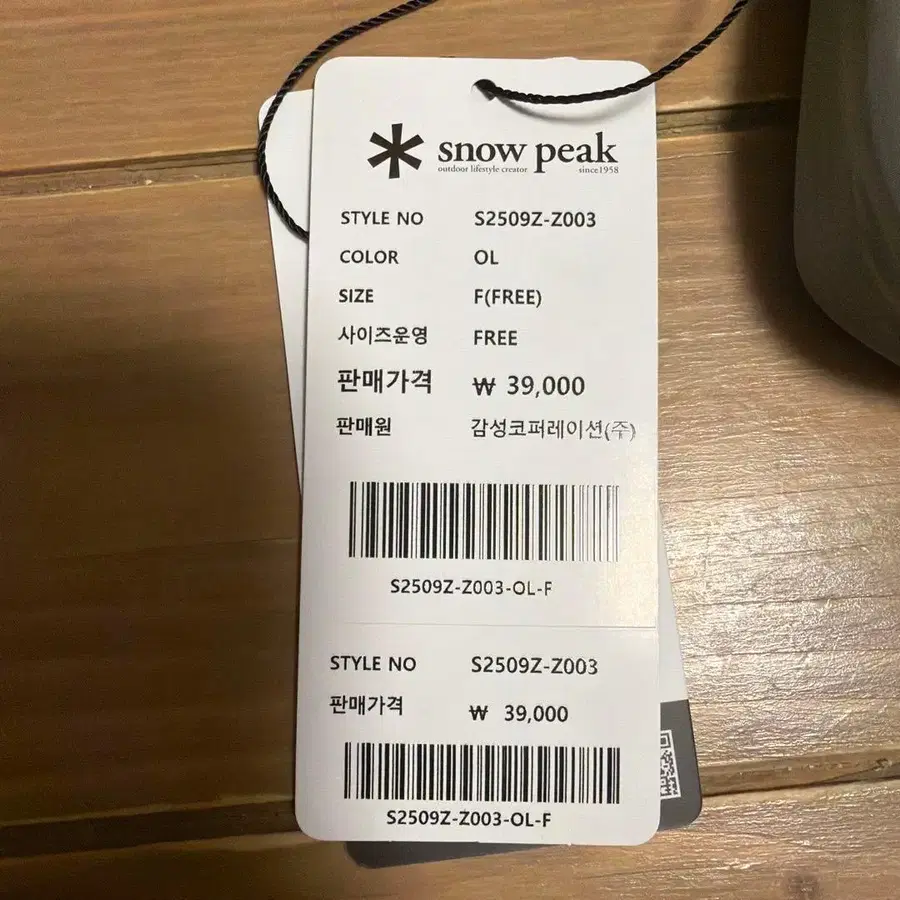 snow peak
outdoor lifestyle creator since1958
STYLE NO S2509Z-Z003
COLOR OL
SIZE F(FREE)
사이즈운영 FREE
판매가격 ₩ 39,000
판매원 감성코퍼레이션(주)
S2509Z-Z003-OL-F
STYLE NO S2509Z-Z003
판매가격 ₩ 39,000
S2509Z-Z003-OL-F